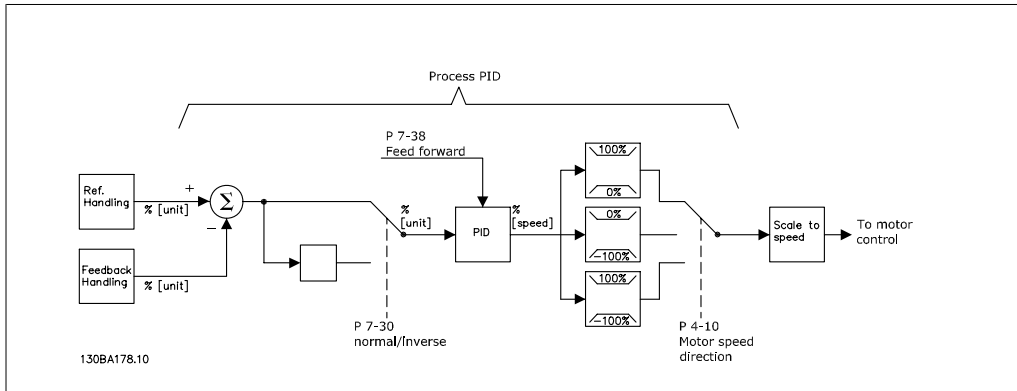 Process PID
P 7-38
Feed forward
100%
0%
Ref.
Handling
+
% [unit]
Σ
−
%
[unit]
PID
%
[speed]
0%
−100%
Scale to
speed
To motor
control
Feedback
Handling
% [unit]
100%
−100%
P 7-30
normal/inverse
P 4-10
Motor speed
direction
130BA178.10